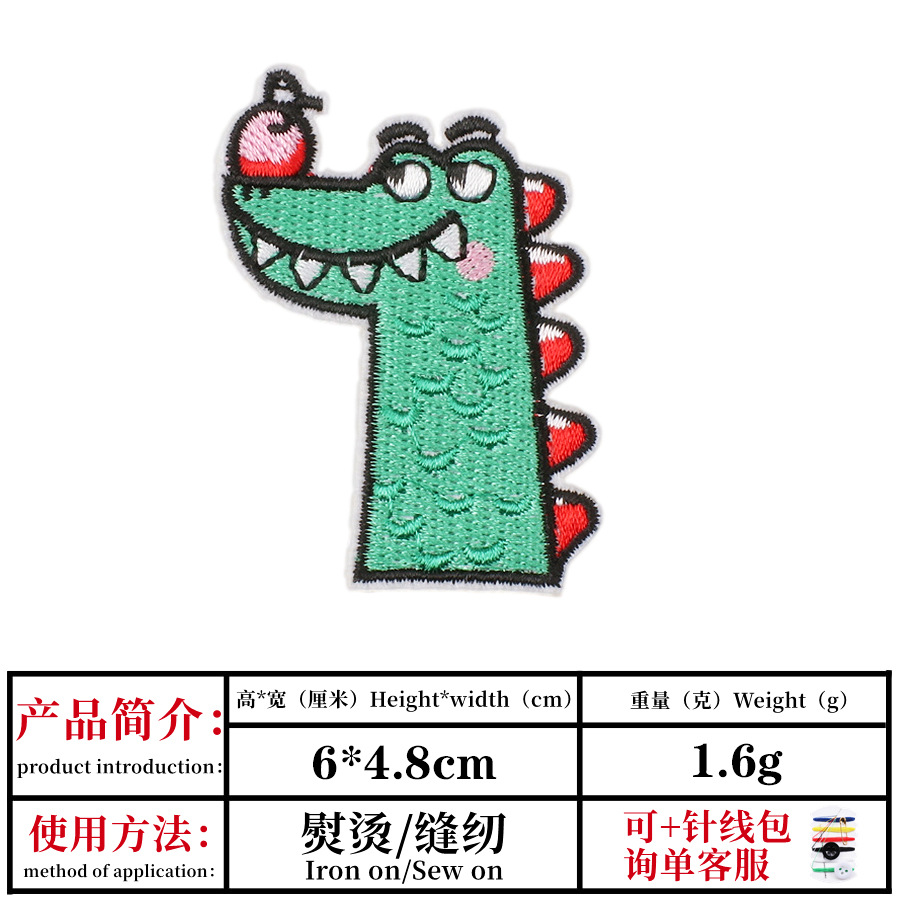 产品简介：
product introduction：
高*宽（厘米）Height*width（cm）
重量（克）Weight（g）
6*4.8cm
1.6g
使用方法：
method of application：
熨烫/缝纫
Iron on/Sew on
可+针线包
询单客服